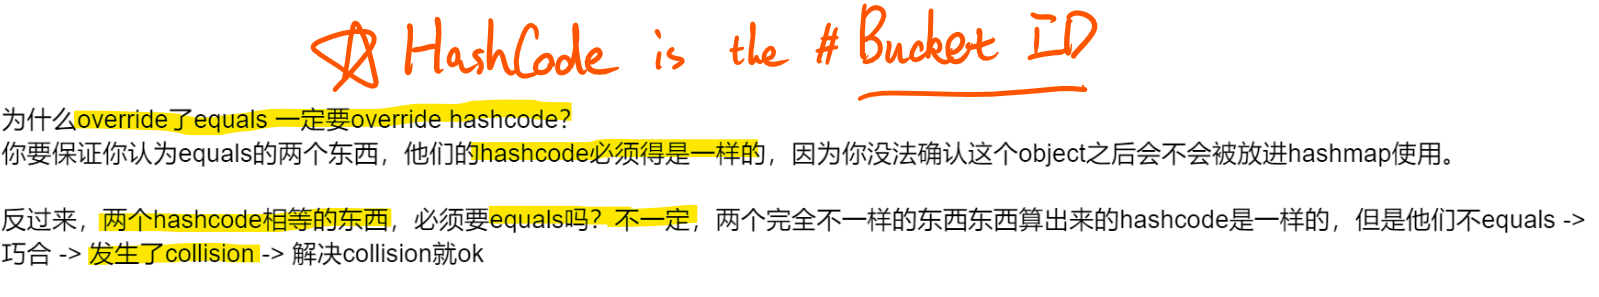 HashCode is the # Bucket ID
为什么override了equals 一定要override hashcode?
你要保证你认为equals的两个东西，他们的hashcode必须得是一样的，因为你没法确认这个object之后会不会被放进hashmap使用。
反过来，两个hashcode相等的东西，必须要equals吗？不一定，两个完全不一样的东西东西算出来的hashcode是一样的，但是他们不equals ->
巧合 -> 发生了collision -> 解决collision就ok